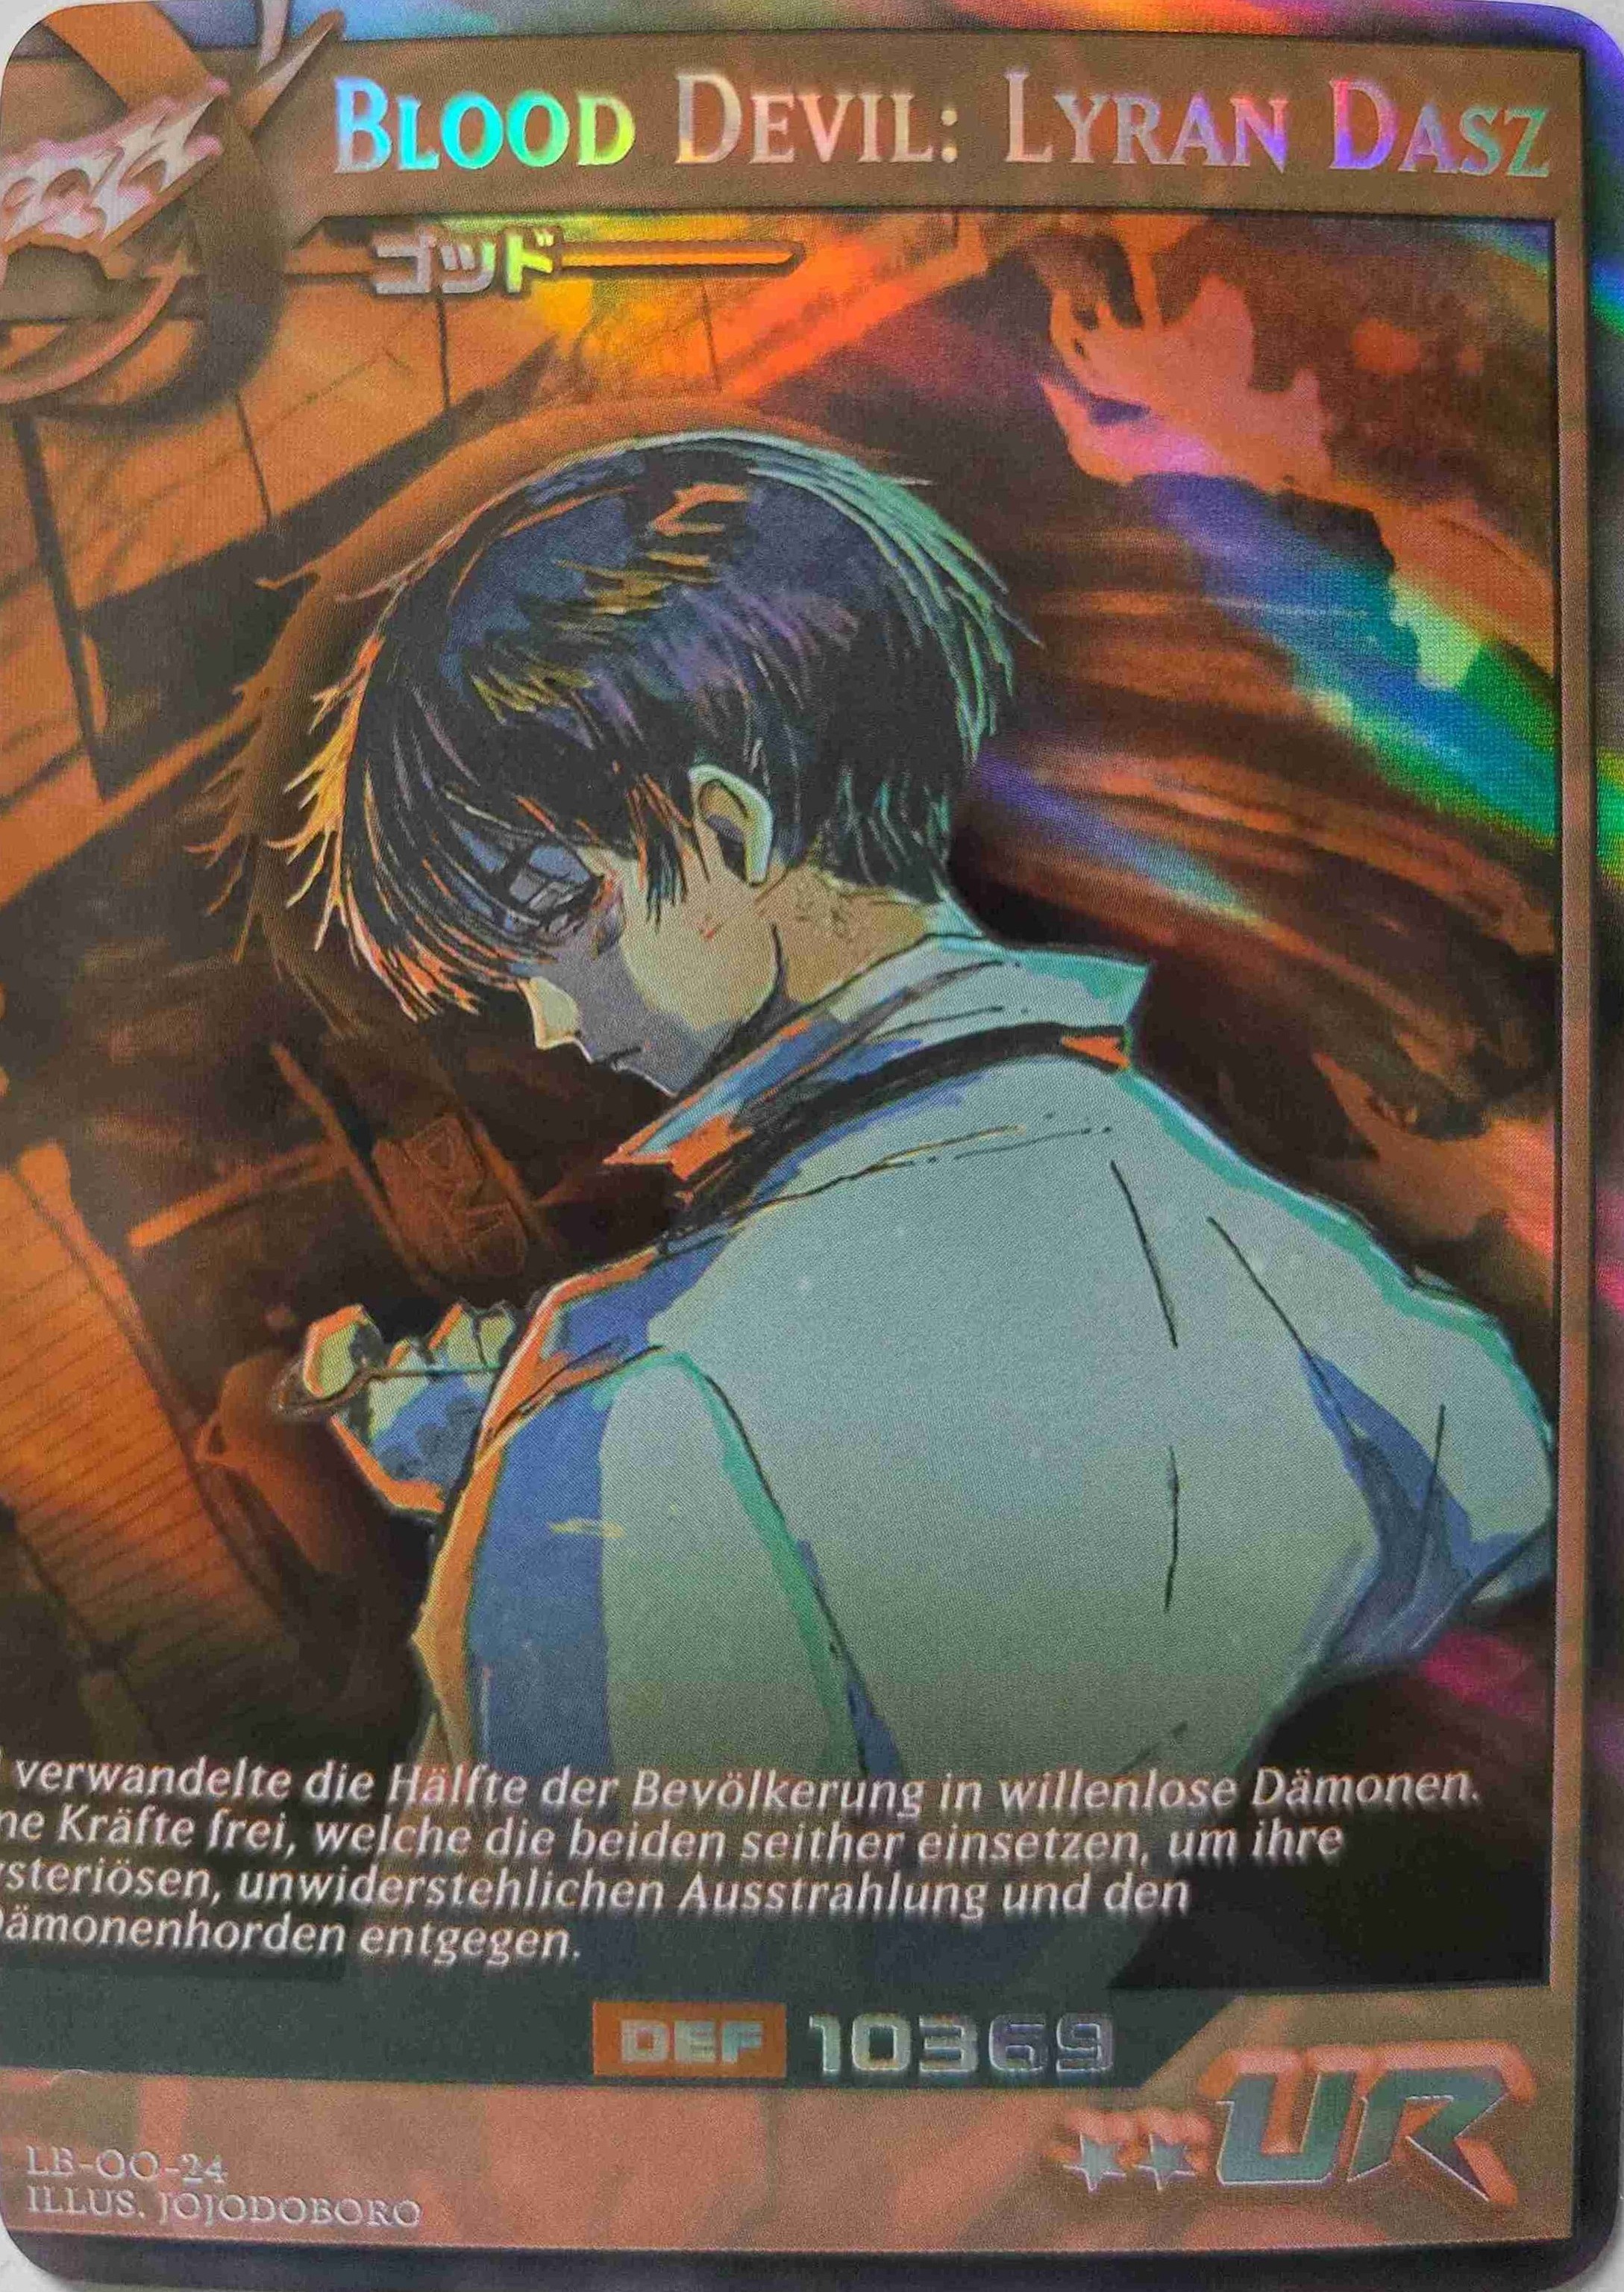 BLOOD DEVIL: LYRAN DASZ
ゴッド
verwandelte die Hälfte der Bevölkerung in willenlose Dämonen.
Kräfte frei, welche die beiden seither einsetzen, um ihre
unwiderstehlichen Ausstrahlung und den
entgegen.
DEF 10369
UR
LB-00-24
ILLUS. JOJODOBORO